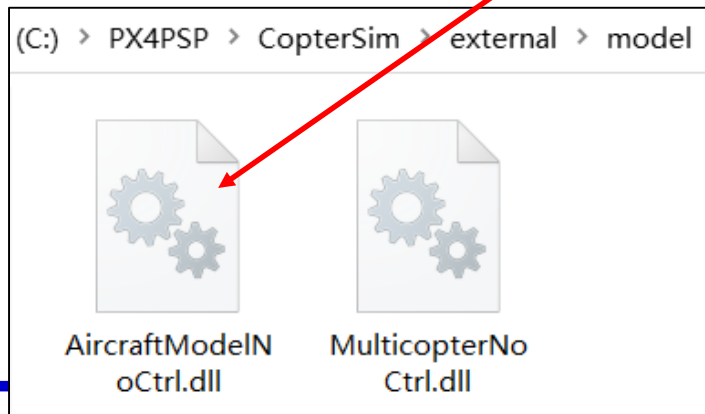 (C:) > PX4PSP > CopterSim > external > model
AircraftModelN
oCtrl.dll
MulticopterNo
Ctrl.dll